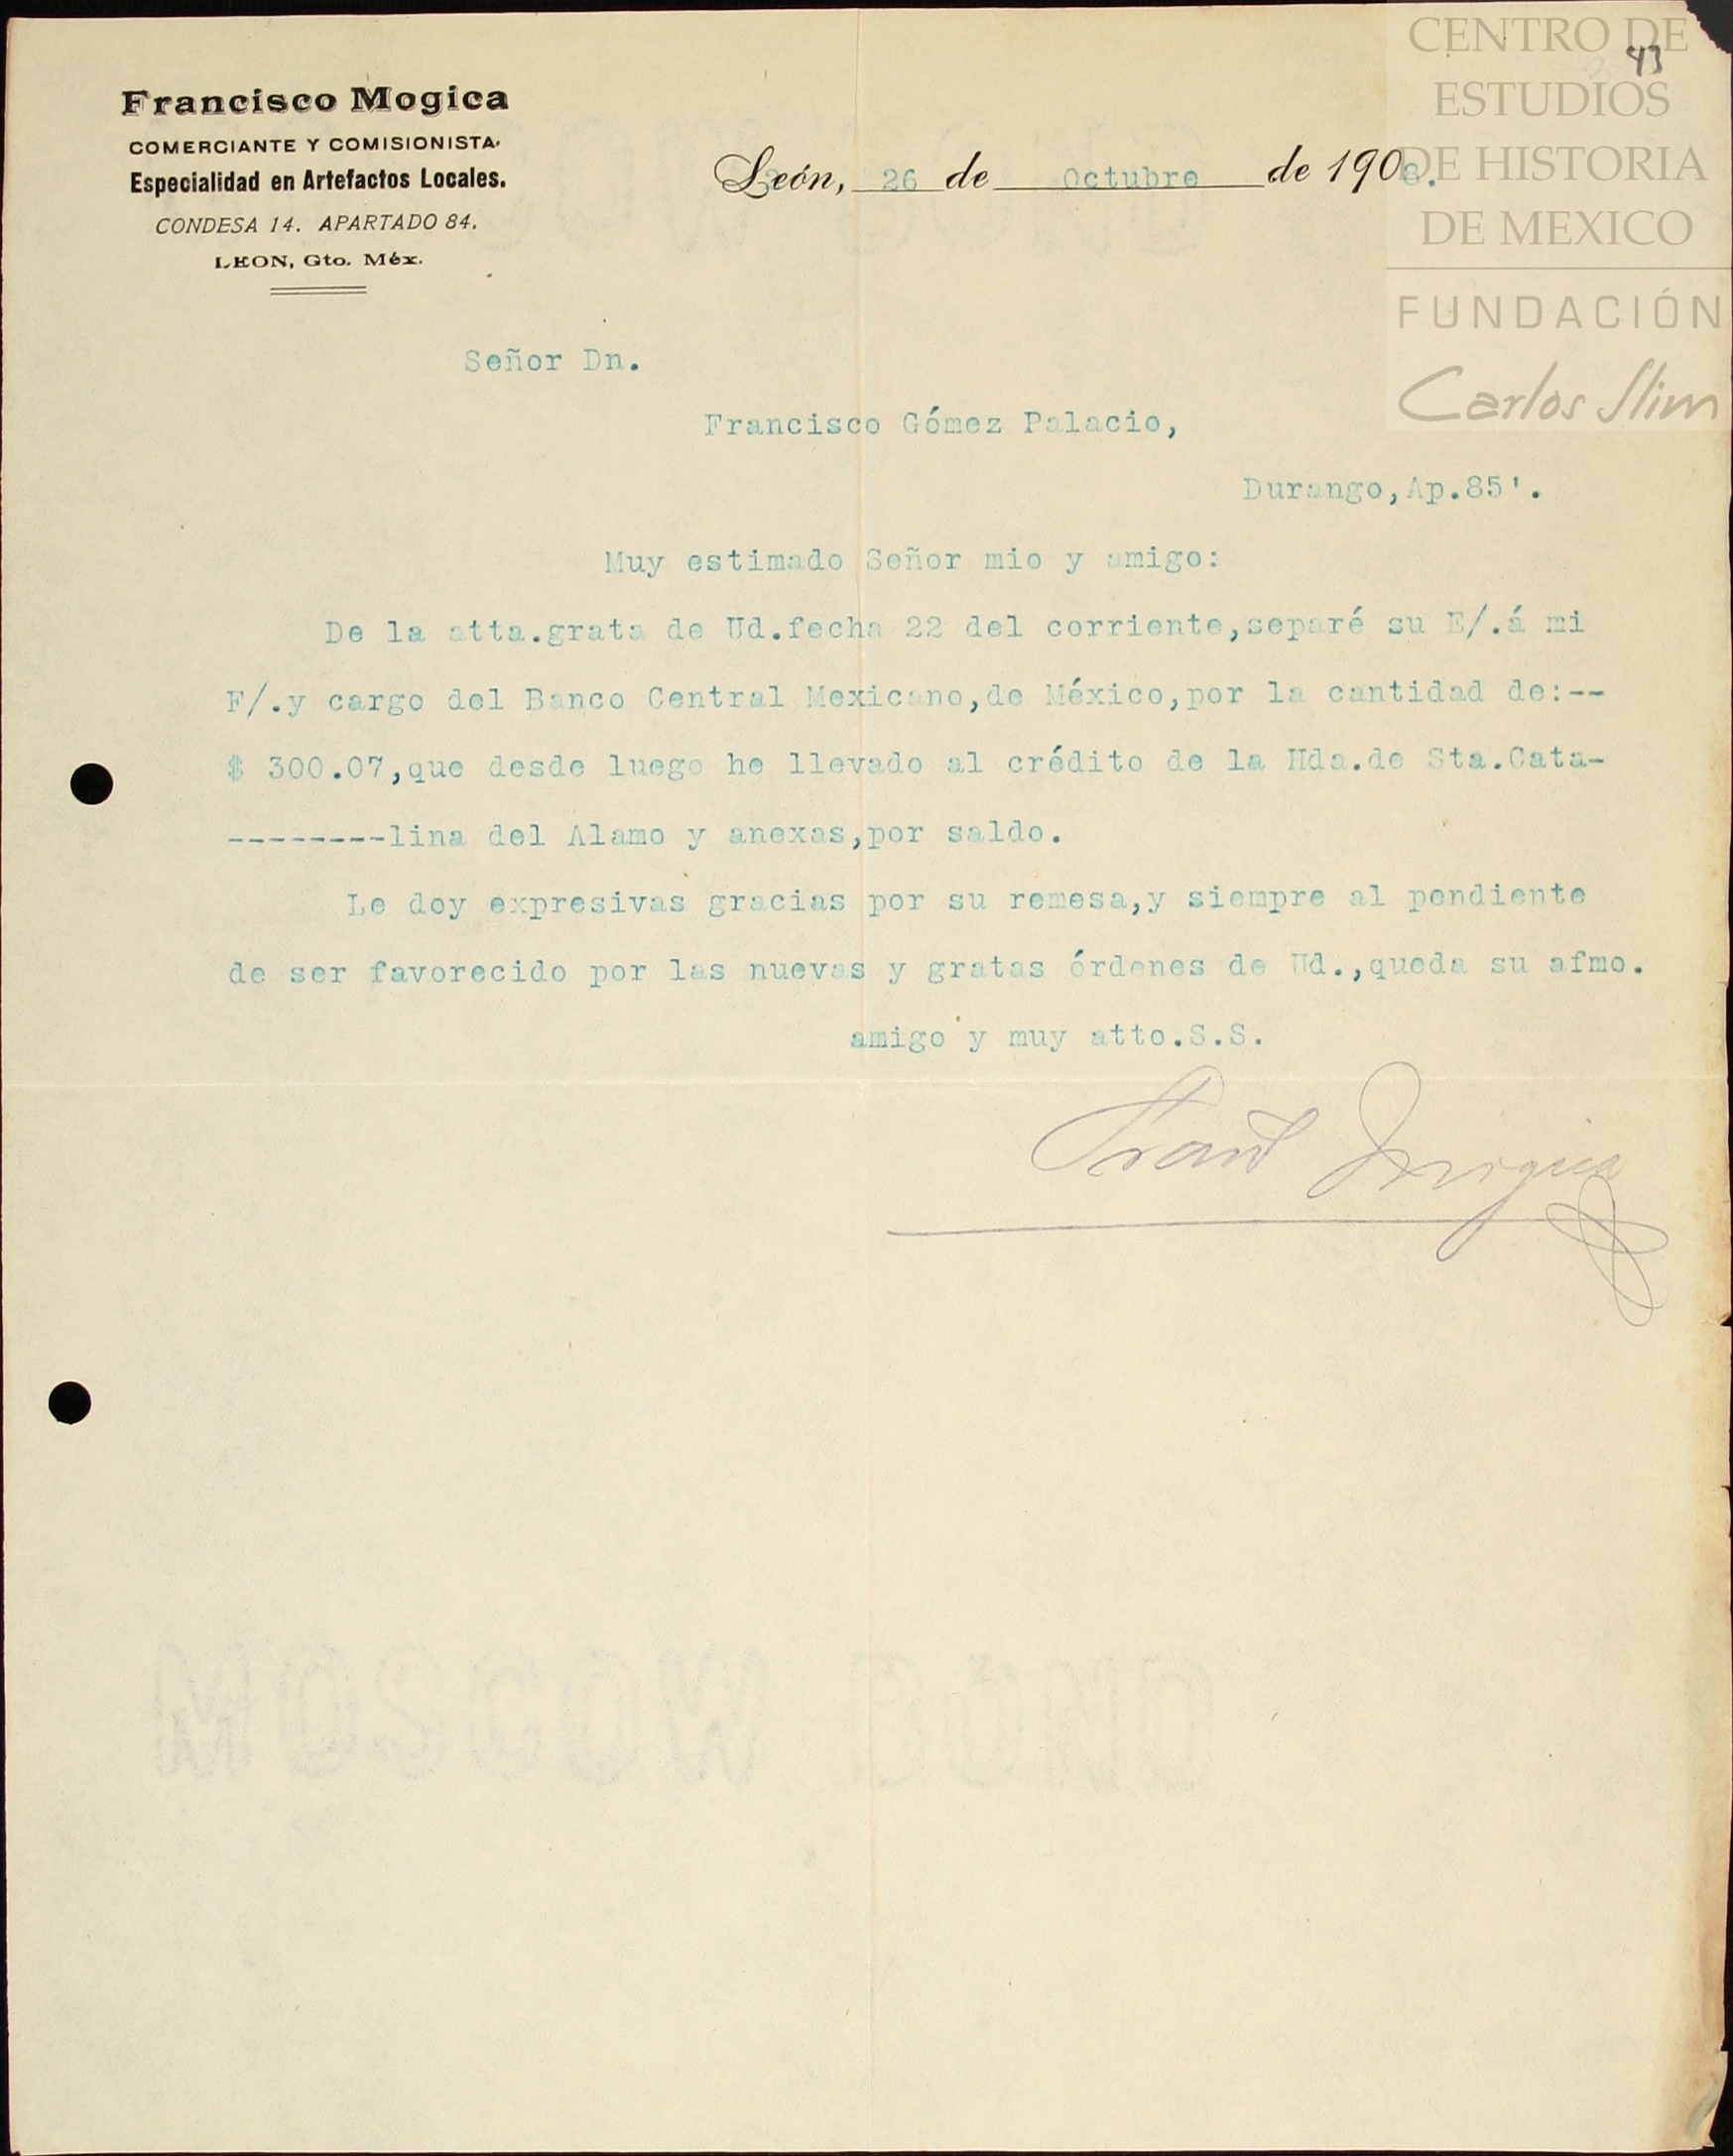 CENTRO DE
ESTUDIOS
DE HISTORIA
DE MEXICO
FUNDACIÓN
Carlos Slim
43
Francisco Mogica
COMERCIANTE Y COMISIONISTA.
Especialidad en Artefactos Locales.
CONDESA 14. APARTADO 84.
LEON, Gto. Méx.
León, 26 de Octubre de 1908.
Señor Dn.
Francisco Gómez Palacio,
Durango,Ap.85'.
Muy estimado Señor mio y amigo:
De la atta.grata de Ud.fecha 22 del corriente,separé su E/.á mi
F/.y cargo del Banco Central Mexicano,de México,por la cantidad de:--
$ 300.07,que desde luego he llevado al crédito de la Hda.de Sta.Cata-
--------lina del Alamo y anexas,por saldo.
Le doy expresivas gracias por su remesa,y siempre al pendiente
de ser favorecido por las nuevas y gratas órdenes de Ud.,queda su afmo.
amigo y muy atto.S.S.